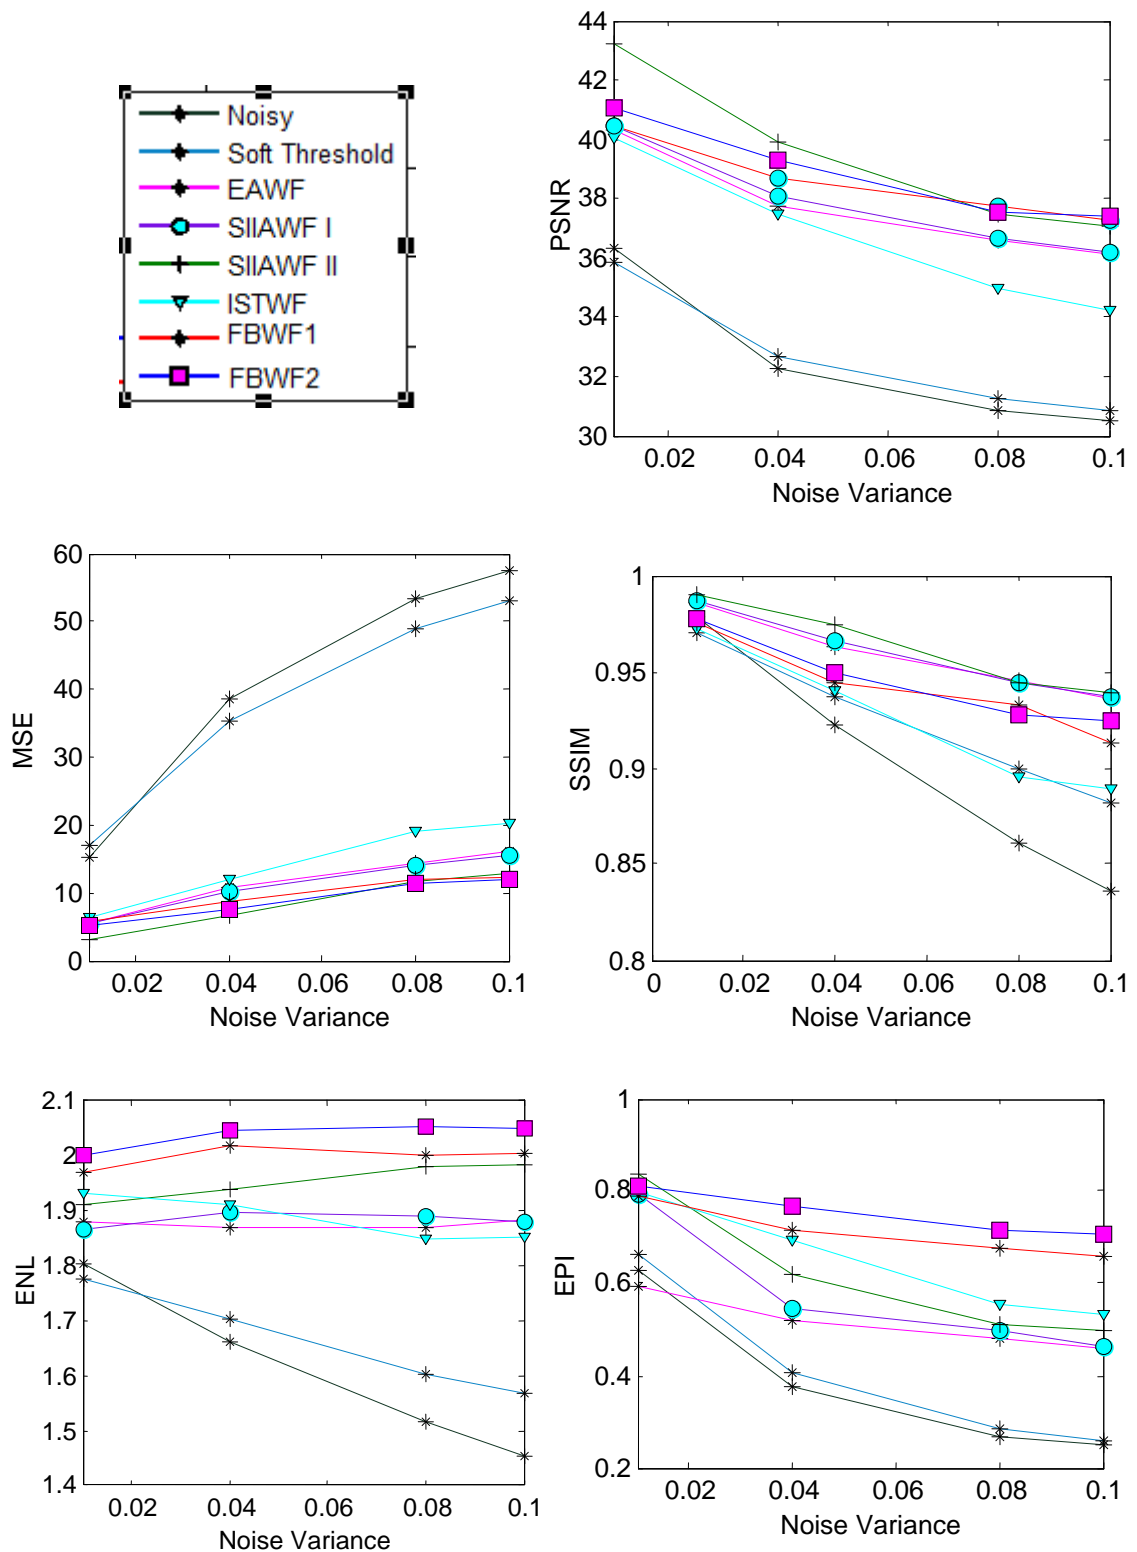 Noisy
Soft Threshold
EAWF
SIIAWF I
SIIAWF II
ISTWF
FBWF1
FBWF2
44
42
40
38
36
34
32
30
PSNR
0.02 0.04 0.06 0.08 0.1
Noise Variance
60
50
40
30
20
10
0
MSE
0.02 0.04 0.06 0.08 0.1
Noise Variance
1
0.95
0.9
0.85
0.8
SSIM
0 0.02 0.04 0.06 0.08 0.1
Noise Variance
2.1
2
1.9
1.8
1.7
1.6
1.5
1.4
ENL
0.02 0.04 0.06 0.08 0.1
Noise Variance
1
0.8
0.6
0.4
0.2
EPI
0.02 0.04 0.06 0.08 0.1
Noise Variance